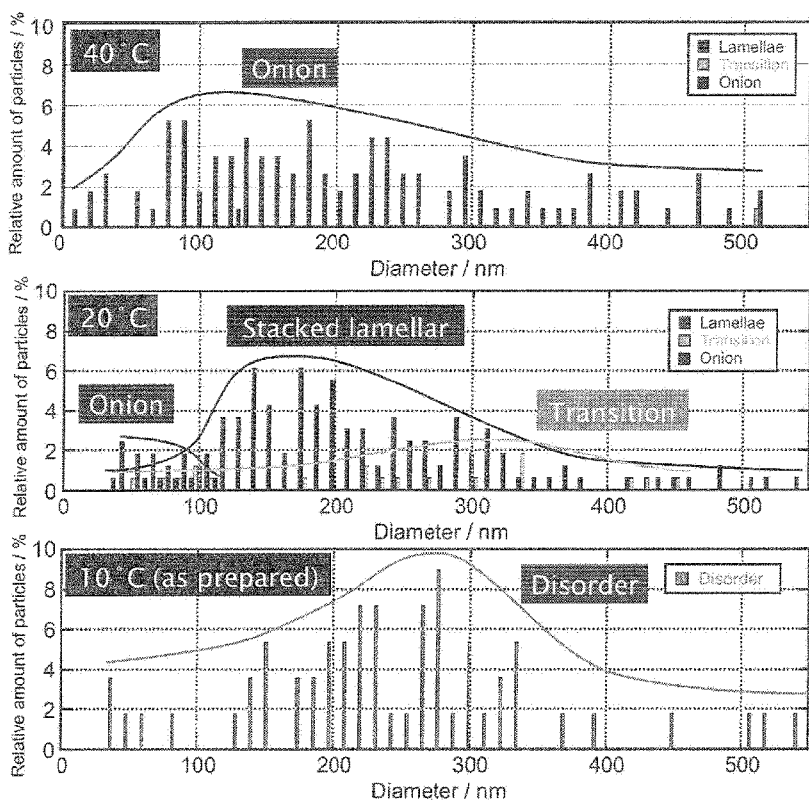 Relative amount of particles / %
10
8
6
4
2
0
40˚C
Onion
Lamellae
Transition
Onion
0 100 200 300 400 500
Diameter / nm
Relative amount of particles / %
10
8
6
4
2
0
20˚C
Stacked lamellar
Lamellae
Transition
Onion
Onion
Transition
0 100 200 300 400 500
Diameter / nm
Relative amount of particles / %
10
8
6
4
2
0
10˚C (as prepared)
Disorder
Disorder
0 100 200 300 400 500
Diameter / nm